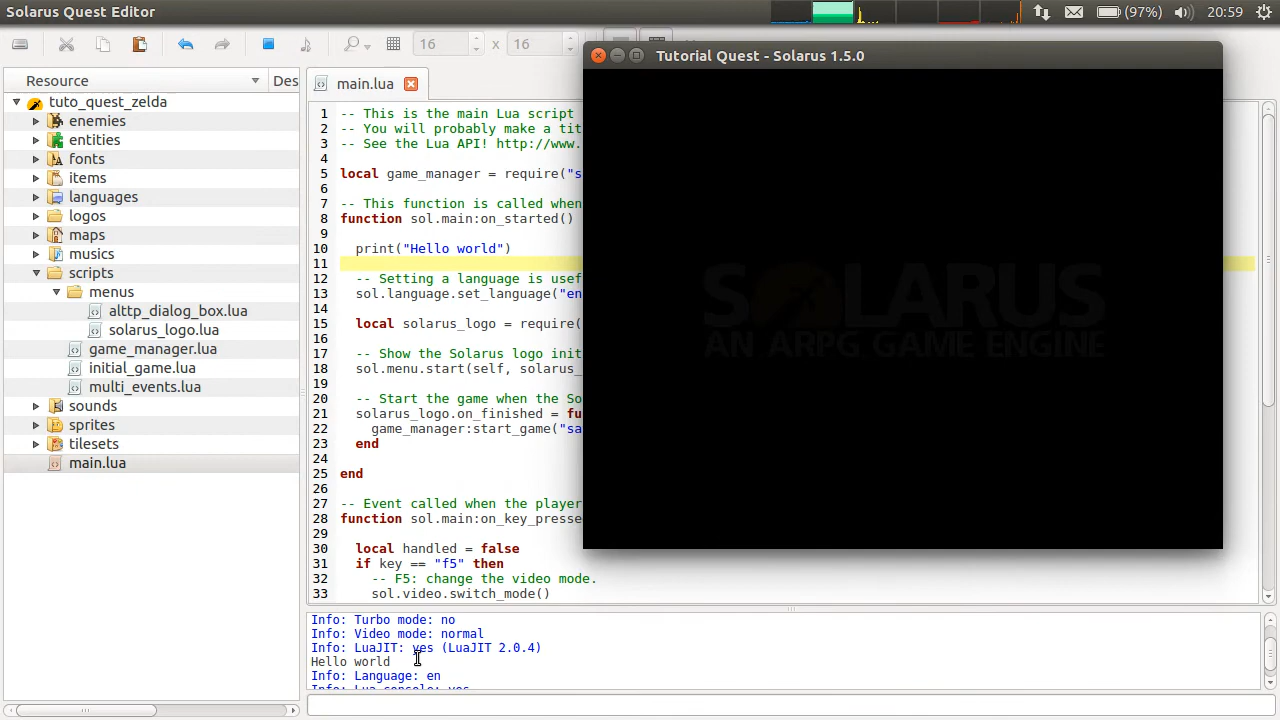 Solarus Quest Editor
(97%)
20:59
16
x
16
Resource
Des
tuto_quest_zelda
enemies
entities
fonts
items
languages
logos
maps
musics
scripts
menus
alttp_dialog_box.lua
solarus_logo.lua
game_manager.lua
initial_game.lua
multi_events.lua
sounds
sprites
tilesets
main.lua
main.lua
1 -- This is the main Lua script
2 -- You will probably make a tit
3 -- See the Lua API! http://www.
4
5 local game_manager = require("s
6
7 -- This function is called when
8 function sol.main:on_started()
9
10 print("Hello world")
11
12 -- Setting a language is usef
13 sol.language.set_language("en
14
15 local solarus_logo = require(
16
17 -- Show the Solarus logo init
18 sol.menu.start(self, solarus_
19
20 -- Start the game when the So
21 solarus_logo.on_finished = fu
22 game_manager:start_game("sa
23 end
24
25 end
26
27 -- Event called when the player
28 function sol.main:on_key_presse
29
30 local handled = false
31 if key == "f5" then
32 -- F5: change the video mode.
33 sol.video.switch_mode()
Tutorial Quest - Solarus 1.5.0
SOLARUS
AN ARPG GAME ENGINE
Info: Turbo mode: no
Info: Video mode: normal
Info: LuaJIT: yes (LuaJIT 2.0.4)
Hello world
Info: Language: en
Info: Lua console: yes